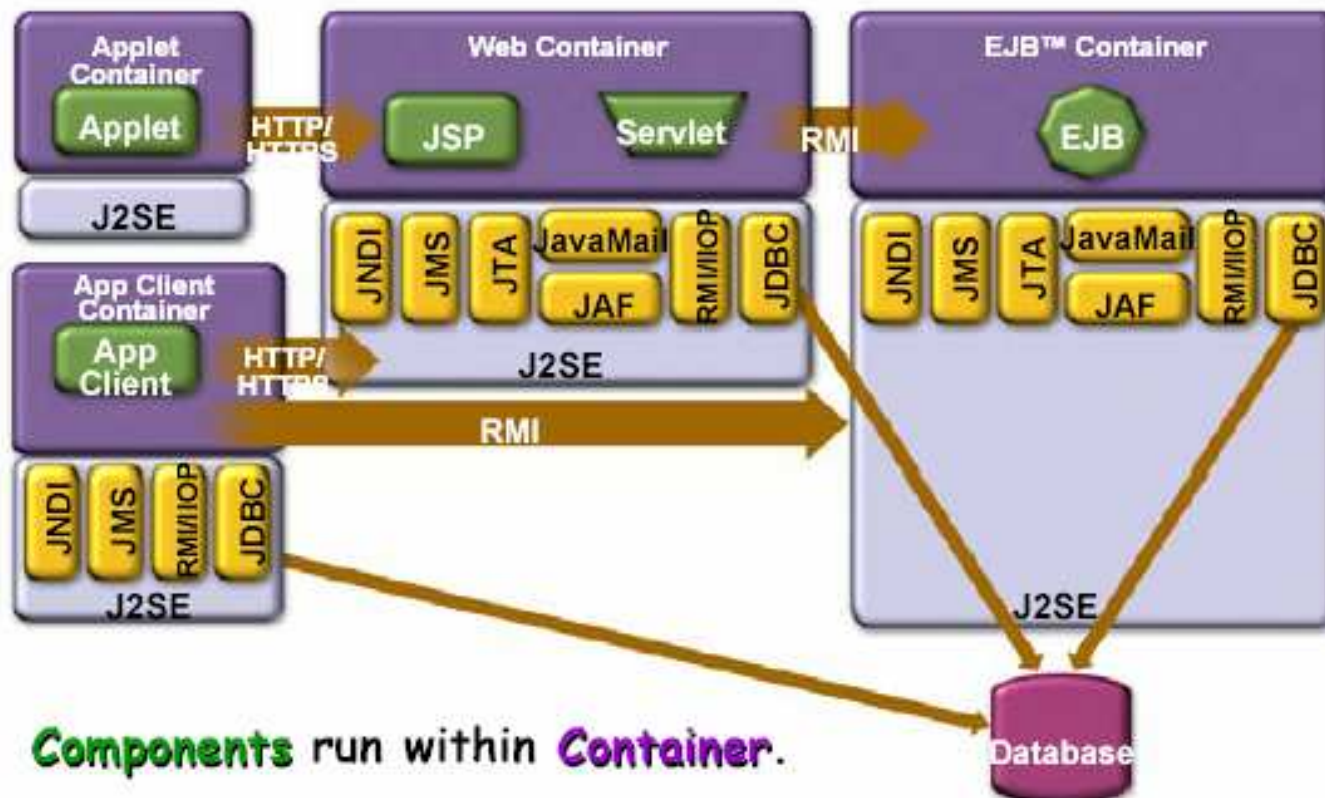 Applet
Container
Applet
HTTP/
HTTPS
J2SE
Web Container
JSP
Servlet
RMI
JNDI
JMS
JTA
JavaMail
JAF
RMI/IIOP
JDBC
J2SE
EJB™ Container
EJB
JNDI
JMS
JTA
JavaMail
JAF
RMI/IIOP
JDBC
J2SE
App Client
Container
App
Client
HTTP/
HTTPS
RMI
JNDI
JMS
RMI/IIOP
JDBC
J2SE
Database
Components run within Container.